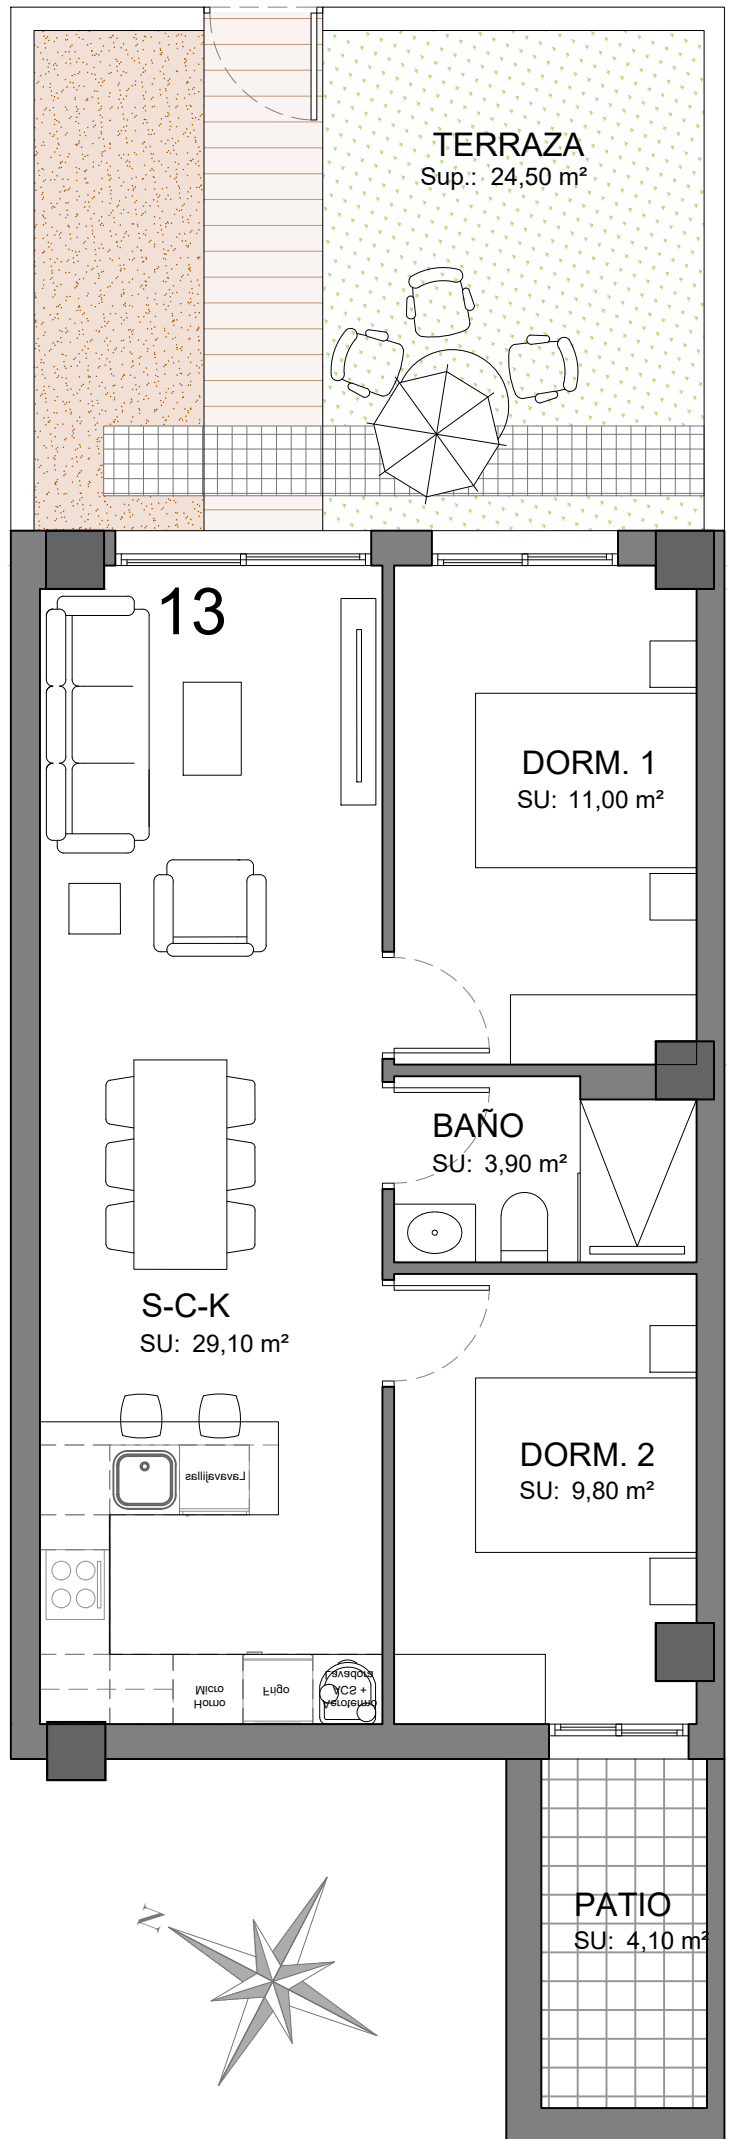 TERRAZA
Sup.: 24,50 m²
13
DORM. 1
SU: 11,00 m²
BAÑO
SU: 3,90 m²
S-C-K
SU: 29,10 m²
Lavavajillas
DORM. 2
SU: 9,80 m²
Micro
Horno
Frigo
Lavadora
ACS +
Aerotermo
PATIO
SU: 4,10 m²
N